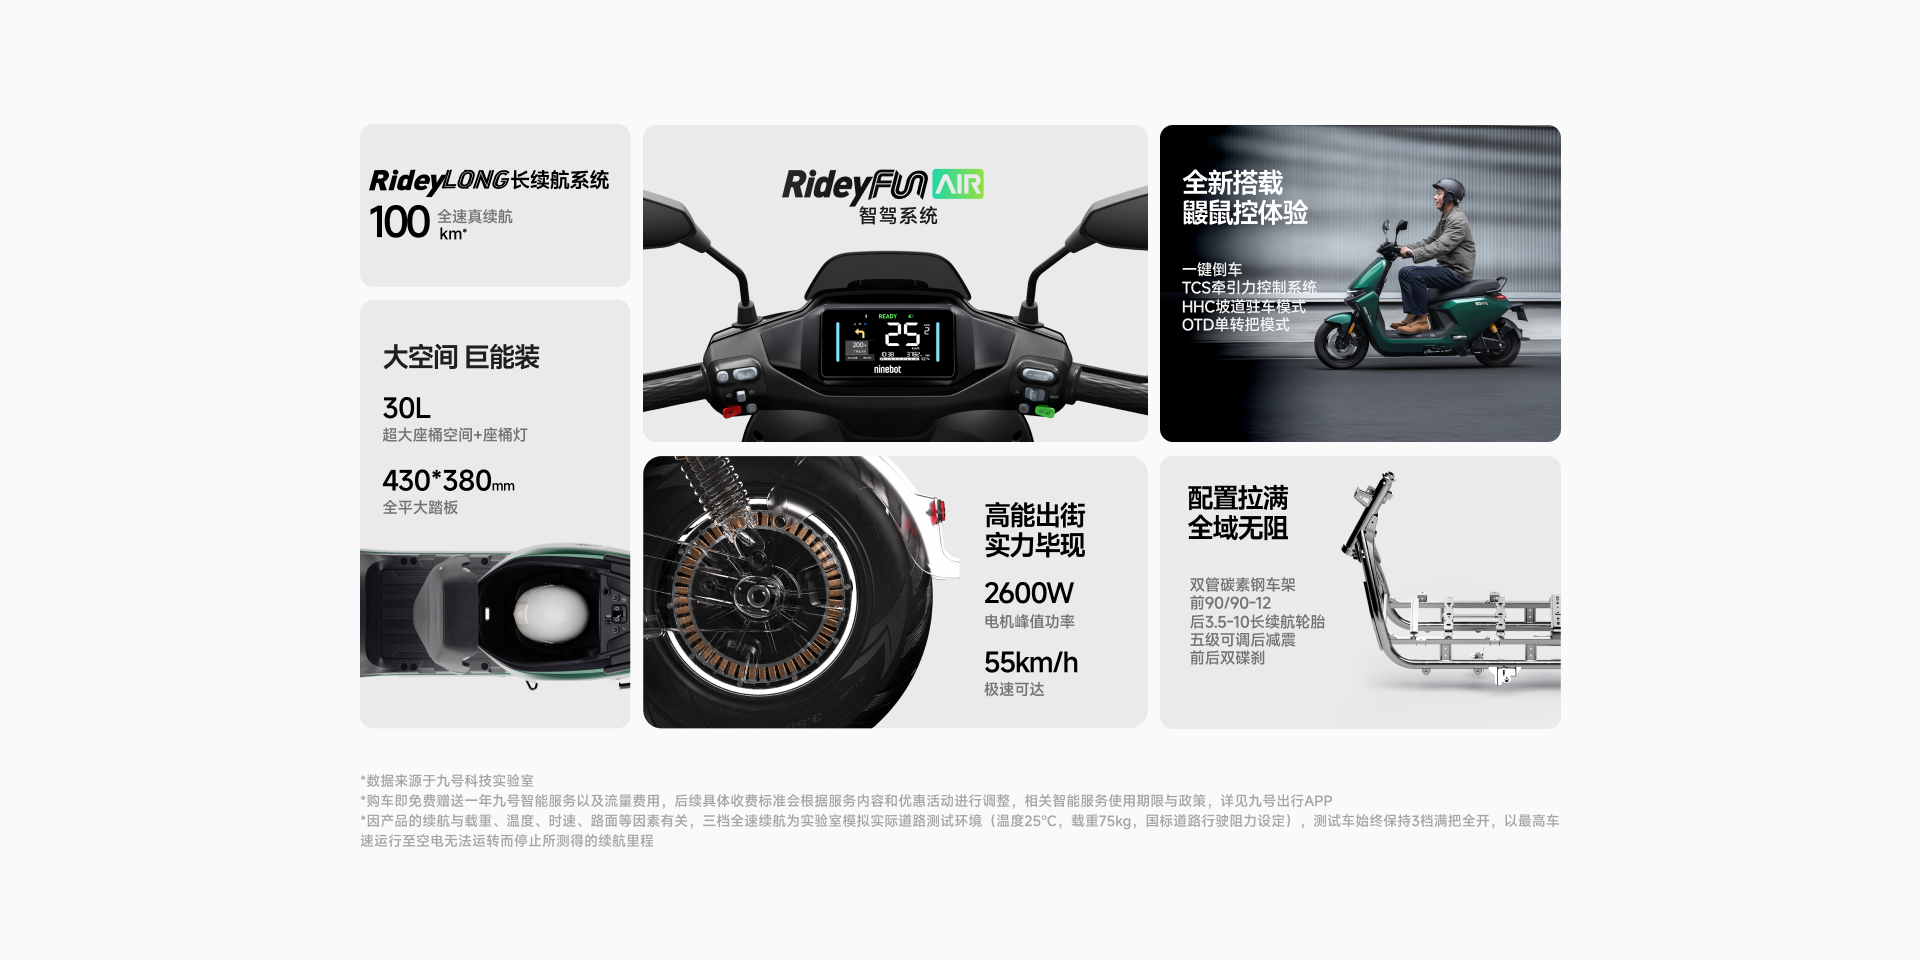 RideyLONG长续航系统
100 全速真续航
km*
大空间 巨能装
30L
超大座桶空间+座桶灯
430*380mm
全平大踏板
RideyFUN AIR
智驾系统
READY
25
2
200
ninebot
全新搭载
鼹鼠控体验
一键倒车
TCS牵引力控制系统
HHC坡道驻车模式
OTD单转把模式
高能出街
实力毕现
2600W
电机峰值功率
55km/h
极速可达
配置拉满
全域无阻
双管碳素钢车架
前90/90-12
后3.5-10长续航轮胎
五级可调后减震
前后双碟刹
*数据来源于九号科技实验室
*购车即免费赠送一年九号智能服务以及流量费用，后续具体收费标准会根据服务内容和优惠活动进行调整，相关智能服务使用期限与政策，详见九号出行APP
*因产品的续航与载重、温度、时速、路面等因素有关，三档全速续航为实验室模拟实际道路测试环境（温度25°C，载重75kg，国标道路行驶阻力设定），测试车始终保持3档满把全开，以最高车
速运行至空电无法运转而停止所测得的续航里程